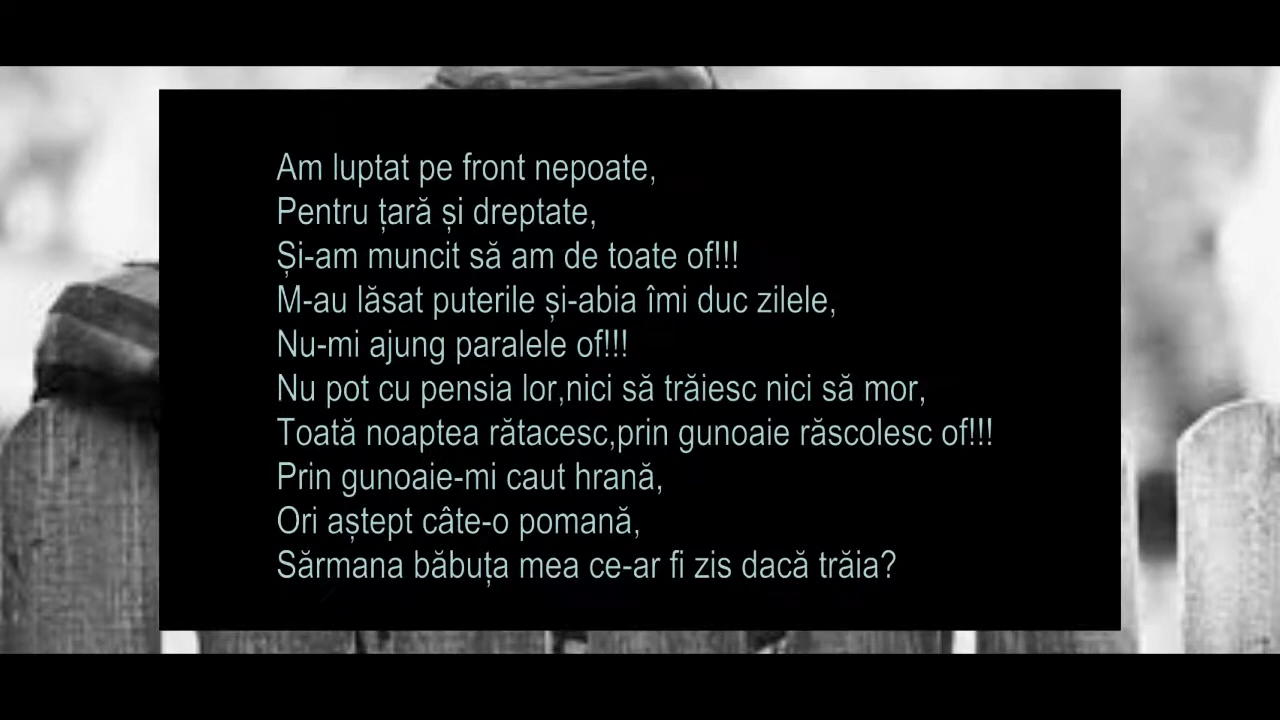 Am luptat pe front nepoate,
Pentru țară și dreptate,
Și-am muncit să am de toate of!!!
M-au lăsat puterile și-abia îmi duc zilele,
Nu-mi ajung paralele of!!!
Nu pot cu pensia lor,nici să trăiesc nici să mor,
Toată noaptea rătacesc,prin gunoaie răscolesc of!!!
Prin gunoaie-mi caut hrană,
Ori aștept câte-o pomană,
Sărmana băbuța mea ce-ar fi zis dacă trăia?